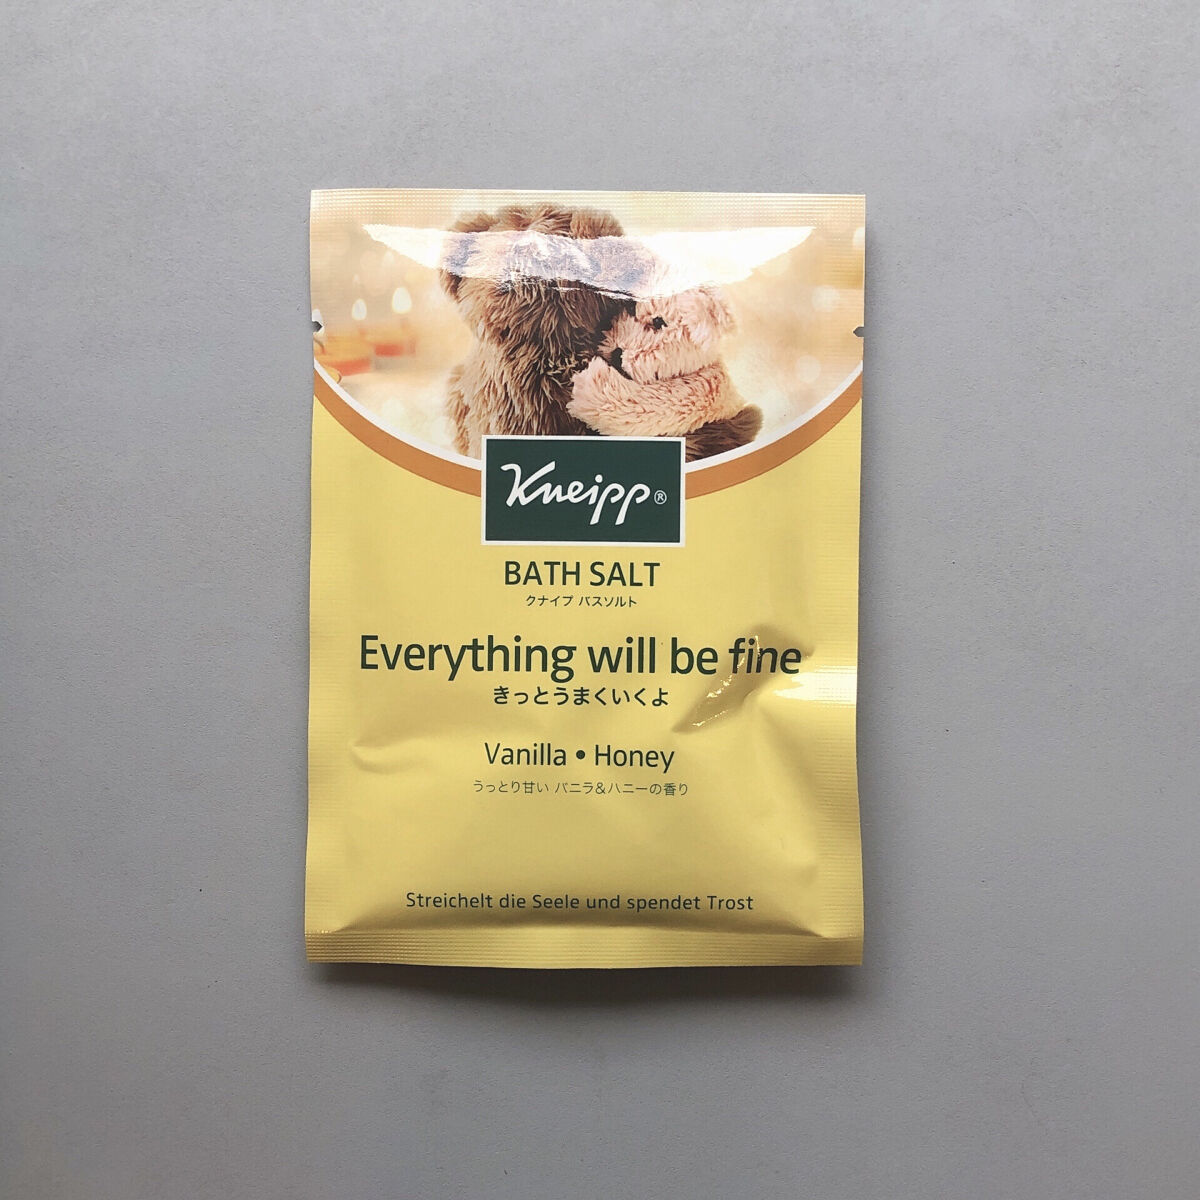 Kneipp®
BATH SALT
クナイプ バスソルト
Everything will be fine
きっとうまくいくよ
Vanilla • Honey
うっとり甘い バニラ&ハニーの香り
Streichelt die Seele und spendet Trost